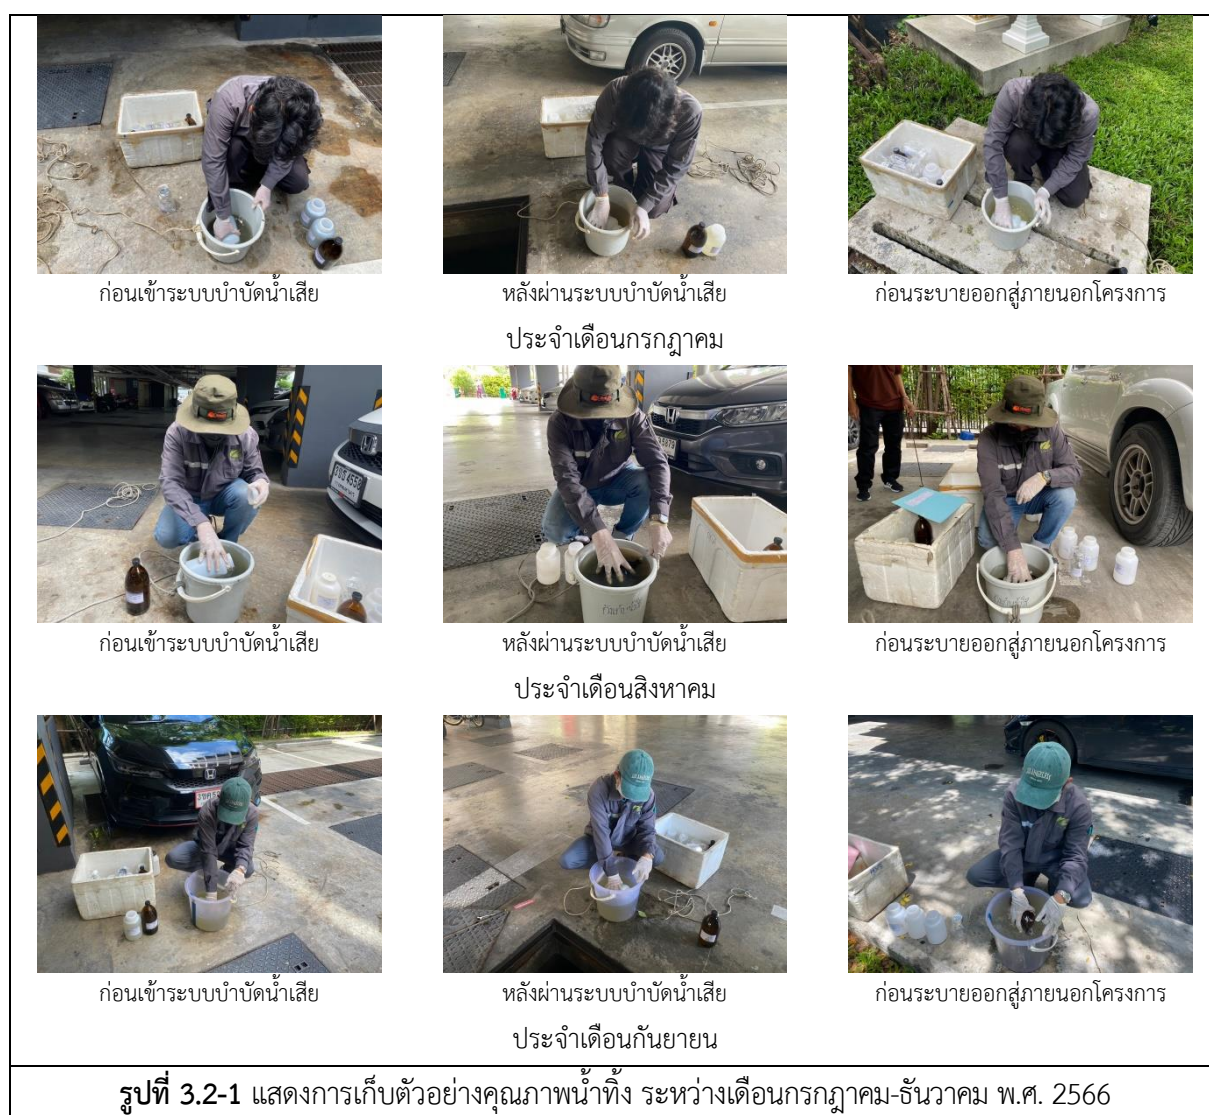 ก่อนเข้าระบบบำบัดน้ำเสีย
หลังผ่านระบบบำบัดน้ำเสีย
ก่อนระบายออกสู่ภายนอกโครงการ
ประจำเดือนกรกฎาคม
ก่อนเข้าระบบบำบัดน้ำเสีย
หลังผ่านระบบบำบัดน้ำเสีย
ก่อนระบายออกสู่ภายนอกโครงการ
ประจำเดือนสิงหาคม
ก่อนเข้าระบบบำบัดน้ำเสีย
หลังผ่านระบบบำบัดน้ำเสีย
ก่อนระบายออกสู่ภายนอกโครงการ
ประจำเดือนกันยายน
รูปที่ 3.2-1 แสดงการเก็บตัวอย่างคุณภาพน้ำทิ้ง ระหว่างเดือนกรกฎาคม-ธันวาคม พ.ศ. 2566